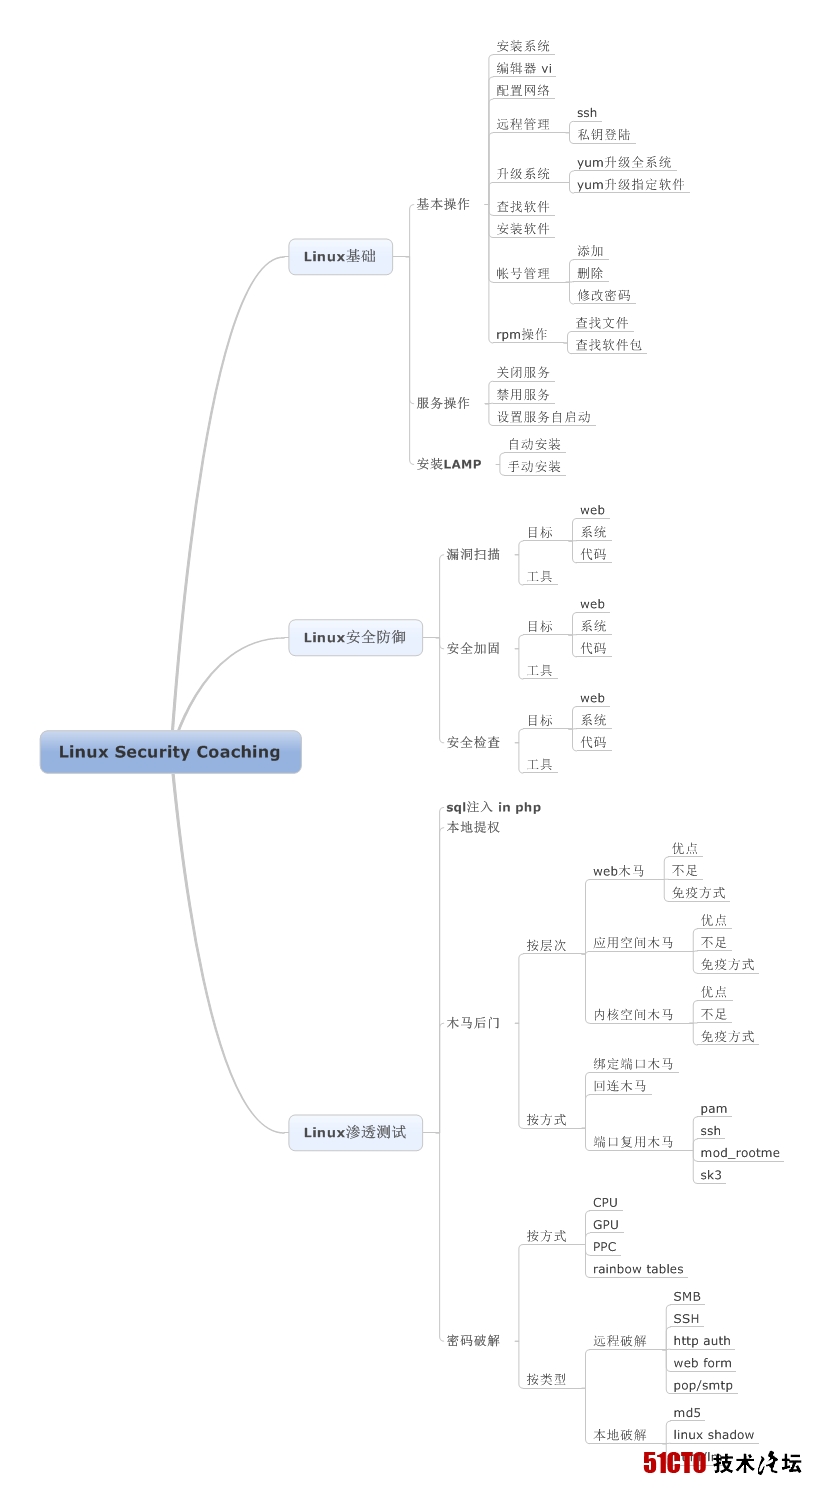 安装系统
编辑器 vi
配置网络
ssh
远程管理
私钥登陆
yum升级全系统
升级系统
yum升级指定软件
基本操作
查找软件
安装软件
Linux基础
添加
帐号管理
删除
修改密码
查找文件
rpm操作
查找软件包
关闭服务
服务操作
禁用服务
设置服务自启动
自动安装
安装LAMP
手动安装
web
目标
系统
漏洞扫描
代码
工具
web
目标
系统
Linux安全防御
安全加固
代码
工具
web
目标
系统
安全检查
代码
工具
Linux Security Coaching
sql注入 in php
本地提权
优点
web木马
不足
免疫方式
按层次
优点
应用空间木马
不足
免疫方式
优点
内核空间木马
不足
免疫方式
木马后门
绑定端口木马
回连木马
按方式
pam
ssh
端口复用木马
mod_rootme
sk3
Linux渗透测试
CPU
按方式
GPU
PPC
rainbow tables
密码破解
SMB
SSH
远程破解
http auth
web form
pop/smtp
按类型
md5
本地破解
linux shadow
51CTO技术论坛